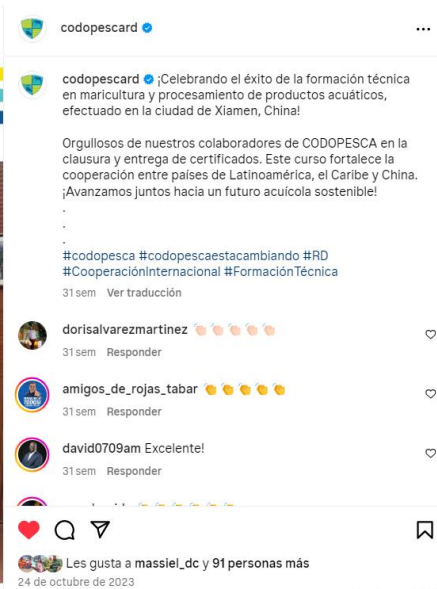 codopescard
codopescard ¡Celebrando el éxito de la formación técnica
en maricultura y procesamiento de productos acuáticos,
efectuado en la ciudad de Xiamen, China!
Orgullosos de nuestros colaboradores de CODOPESCA en la
clausura y entrega de certificados. Este curso fortalece la
cooperación entre países de Latinoamérica, el Caribe y China.
¡Avanzamos juntos hacia un futuro acuícola sostenible!
.
.
.
#codopesca #codopescaestacambiando #RD
#CooperaciónInternacional #FormaciónTécnica
31 sem Ver traducción
dorisalvarezmartinez 👏🏻👏🏻👏🏻👏🏻👏🏻
31 sem Responder
amigos_de_rojas_tabar 👏👏👏👏👏
31 sem Responder
david0709am Excelente!
31 sem Responder
Les gusta a massiel_dc y 91 personas más
24 de octubre de 2023